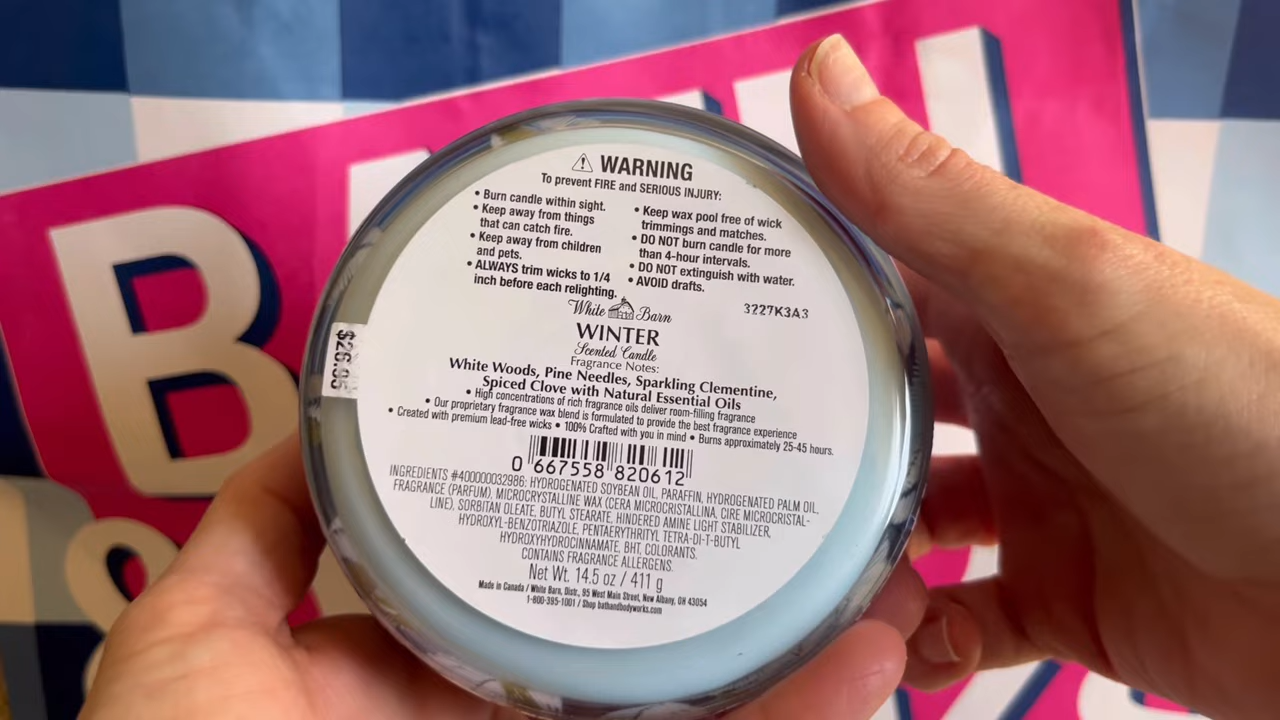 WARNING
To prevent FIRE and SERIOUS INJURY:
• Burn candle within sight.
• Keep away from things
that can catch fire.
• Keep away from children
and pets.
• ALWAYS trim wicks to 1/4
inch before each relighting.
• Keep wax pool free of wick
trimmings and matches.
• DO NOT burn candle for more
than 4-hour intervals.
• DO NOT extinguish with water.
• AVOID drafts.
3227K3A3
White Barn
WINTER
Scented Candle
Fragrance Notes:
White Woods, Pine Needles, Sparkling Clementine,
Spiced Clove with Natural Essential Oils
• High concentrations of rich fragrance oils deliver room-filling fragrance
• Our proprietary fragrance wax blend is formulated to provide the best fragrance experience
• Created with premium lead-free wicks • 100% Crafted with you in mind • Burns approximately 25-45 hours.
0 667558 820612
INGREDIENTS #400000032986: HYDROGENATED SOYBEAN OIL, PARAFFIN, HYDROGENATED PALM OIL,
FRAGRANCE (PARFUM), MICROCRYSTALLINE WAX (CERA MICROCRISTALLINA, CIRE MICROCRISTAL-
LINE), SORBITAN OLEATE, BUTYL STEARATE, HINDERED AMINE LIGHT STABILIZER,
HYDROXYL-BENZOTRIAZOLE, PENTAERYTHRITYL TETRA-DI-T-BUTYL
HYDROXYHYDROCINNAMATE, BHT, COLORANTS.
CONTAINS FRAGRANCE ALLERGENS.
Net Wt. 14.5 oz / 411 g
Made in Canada / White Barn, Distr., 95 West Main Street, New Albany, OH 43054
1-800-395-1001 / Shop bathandbodyworks.com
$26.95
B
&